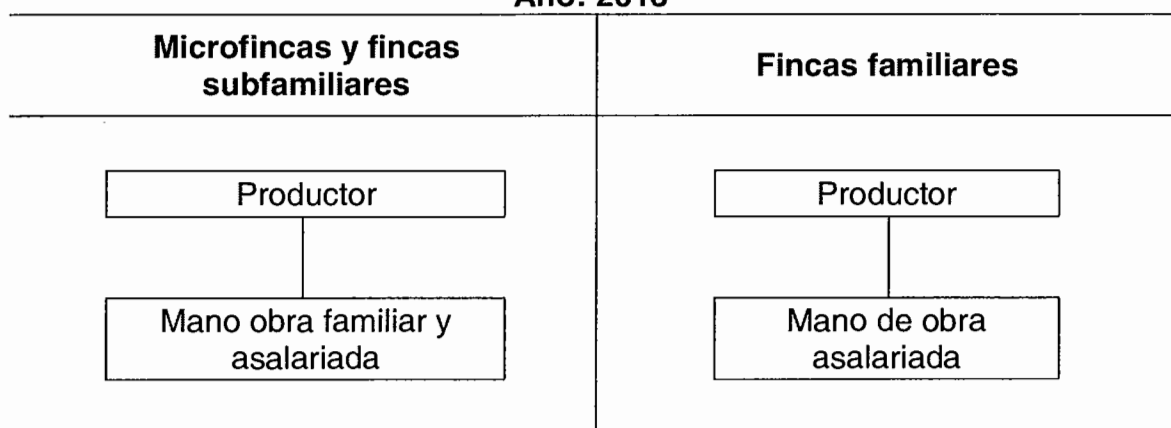 Microfincas y fincas
subfamiliares
Fincas familiares
Productor
Mano obra familiar y
asalariada
Productor
Mano de obra
asalariada